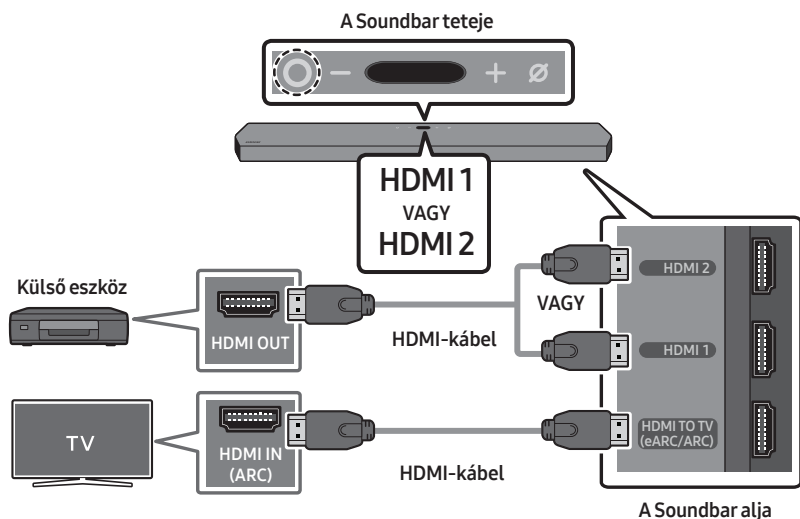 A Soundbar teteje
HDMI 1
VAGY
HDMI 2
Külső eszköz
HDMI OUT
HDMI-kábel
VAGY
HDMI 2
HDMI 1
TV
HDMI IN
(ARC)
HDMI-kábel
HDMI TO TV
(eARC/ARC)
A Soundbar alja